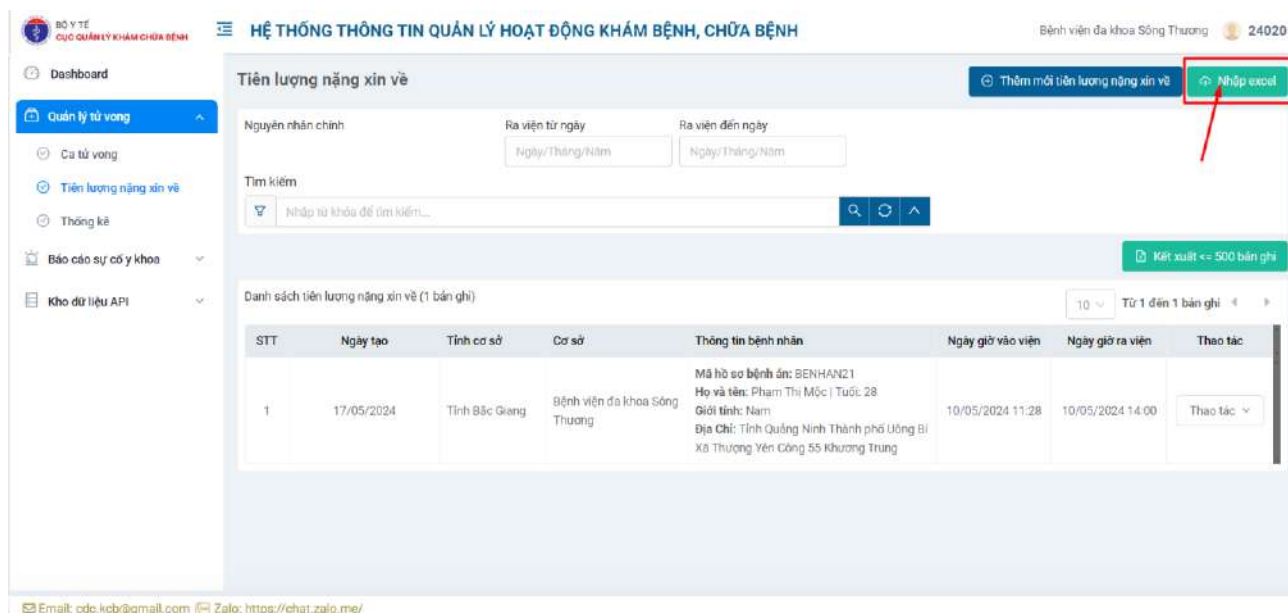 BỘ Y TẾ
CỤC QUẢN LÝ KHÁM CHỮA BỆNH
HỆ THỐNG THÔNG TIN QUẢN LÝ HOẠT ĐỘNG KHÁM BỆNH, CHỮA BỆNH
Bệnh viện đa khoa Sông Thương
24020
Dashboard
Quản lý tử vong
Ca tử vong
Tiên lượng nặng xin về
Thống kê
Báo cáo sự cố y khoa
Kho dữ liệu API
Tiên lượng nặng xin về
Thêm mới tiên lượng nặng xin về
Nhập excel
Nguyên nhân chính
Ra viện từ ngày
Ra viện đến ngày
Ngày/Tháng/Năm
Ngày/Tháng/Năm
Tìm kiếm
Nhập từ khóa để tìm kiếm...
Kết xuất <= 500 bản ghi
Danh sách tiên lượng nặng xin về (1 bản ghi)
10
Từ 1 đến 1 bản ghi
STT Ngày tạo Tỉnh cơ sở Cơ sở Thông tin bệnh nhân Ngày giờ vào viện Ngày giờ ra viện Thao tác
1
17/05/2024
Tỉnh Bắc Giang
Bệnh viện đa khoa Sông
Thương
Mã hồ sơ bệnh án: BENHAN21
Họ và tên: Phạm Thị Mộc | Tuổi: 28
Giới tính: Nam
Địa Chỉ: Tỉnh Quảng Ninh Thành phố Uông Bí
Xã Thượng Yên Công 55 Khương Trung
10/05/2024 11:28
10/05/2024 14:00
Thao tác
Email: cdc.kcb@gmail.com Zalo: https://chat.zalo.me/